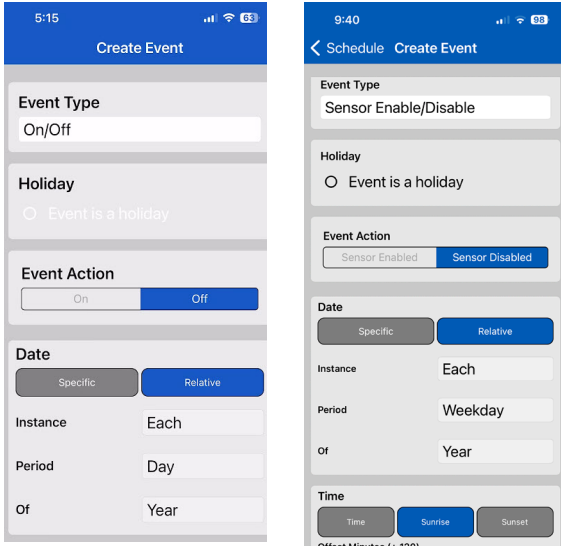 5:15
63
Create Event
Event Type
On/Off
Holiday
Event is a holiday
Event Action
On
Off
Date
Specific
Relative
Instance
Each
Period
Day
Of
Year
9:40
98
Schedule
Create Event
Event Type
Sensor Enable/Disable
Holiday
Event is a holiday
Event Action
Sensor Enabled
Sensor Disabled
Date
Specific
Relative
Instance
Each
Period
Weekday
Of
Year
Time
Time
Sunrise
Sunset